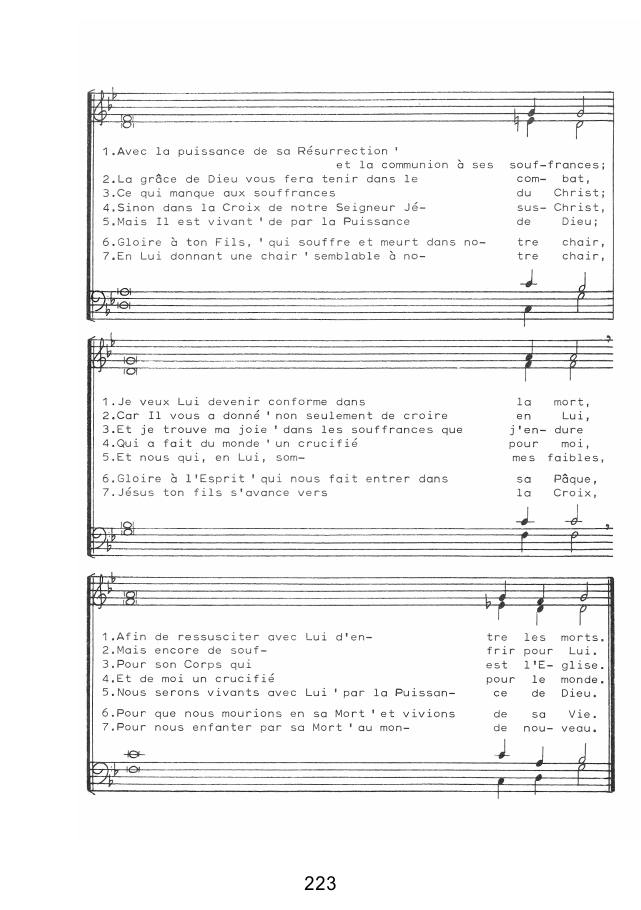 1.Avec la puissance de sa Résurrection '
et la communion à ses souf-frances;
2.La grâce de Dieu vous fera tenir dans le com- bat,
3.Ce qui manque aux souffrances du Christ;
4.Sinon dans la Croix de notre Seigneur Jé- sus- Christ,
5.Mais Il est vivant ' de par la Puissance de Dieu;
6.Gloire à ton Fils, ' qui souffre et meurt dans no- tre chair,
7.En Lui donnant une chair ' semblable à no- tre chair,
1.Je veux Lui devenir conforme dans la mort,
2.Car Il vous a donné ' non seulement de croire en Lui,
3.Et je trouve ma joie ' dans les souffrances que j'en- dure
4.Qui a fait du monde ' un crucifié pour moi,
5.Et nous qui, en Lui, som- mes faibles,
6.Gloire à l'Esprit ' qui nous fait entrer dans sa Pâque,
7.Jésus ton fils s'avance vers la Croix,
1.Afin de ressusciter avec Lui d'en- tre les morts.
2.Mais encore de souf- frir pour Lui.
3.Pour son Corps qui est l'E- glise.
4.Et de moi un crucifié pour le monde.
5.Nous serons vivants avec Lui ' par la Puissan- ce de Dieu.
6.Pour que nous mourions en sa Mort ' et vivions de sa Vie.
7.Pour nous enfanter par sa Mort ' au mon- de nou- veau.
223